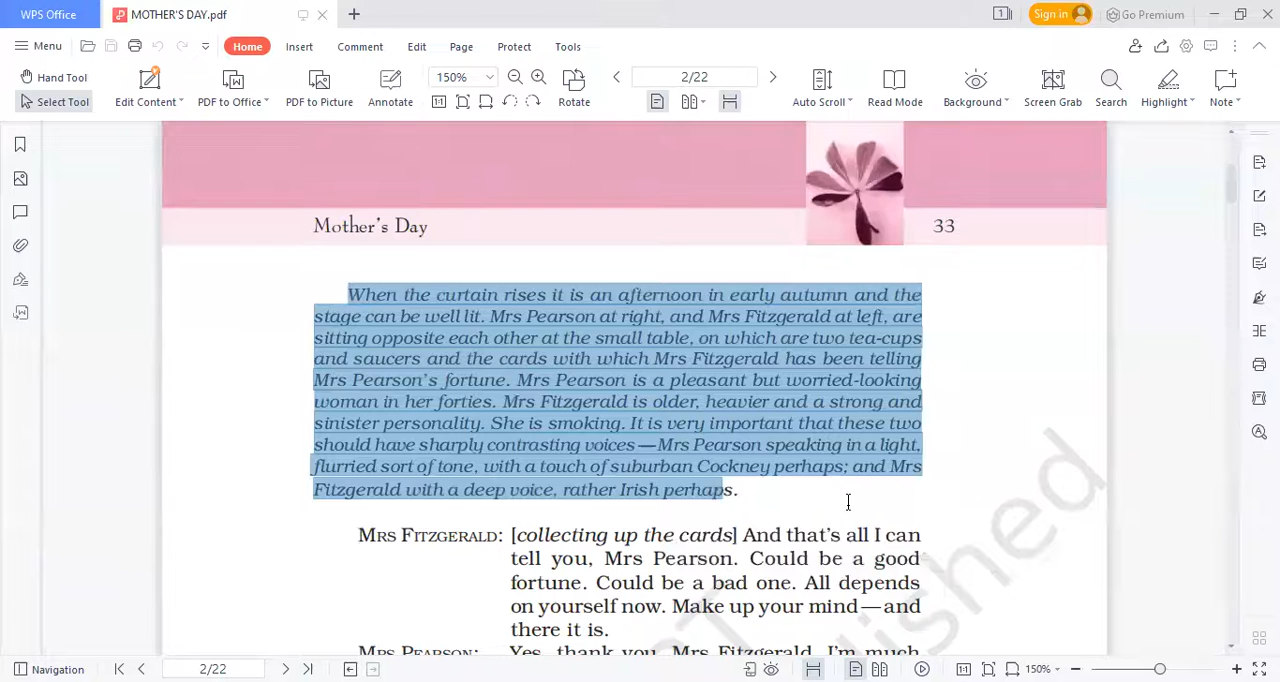 WPS Office
MOTHER'S DAY.pdf
Sign in
Go Premium
Menu
Home
Insert
Comment
Edit
Page
Protect
Tools
Hand Tool
Select Tool
Edit Content
PDF to Office
PDF to Picture
Annotate
150%
2/22
Rotate
Auto Scroll
Read Mode
Background
Screen Grab
Search
Highlight
Note
Mother's Day 33
When the curtain rises it is an afternoon in early autumn and the
stage can be well lit. Mrs Pearson at right, and Mrs Fitzgerald at left, are
sitting opposite each other at the small table, on which are two tea-cups
and saucers and the cards with which Mrs Fitzgerald has been telling
Mrs Pearson's fortune. Mrs Pearson is a pleasant but worried-looking
woman in her forties. Mrs Fitzgerald is older, heavier and a strong and
sinister personality. She is smoking. It is very important that these two
should have sharply contrasting voices—Mrs Pearson speaking in a light,
flurried sort of tone, with a touch of suburban Cockney perhaps; and Mrs
Fitzgerald with a deep voice, rather Irish perhaps.
MRS FITZGERALD: [collecting up the cards] And that's all I can
tell you, Mrs Pearson. Could be a good
fortune. Could be a bad one. All depends
on yourself now. Make up your mind—and
there it is.
MRS PEARSON: Yes, thank you, Mrs Fitzgerald. I'm much
Navigation
2/22
150%